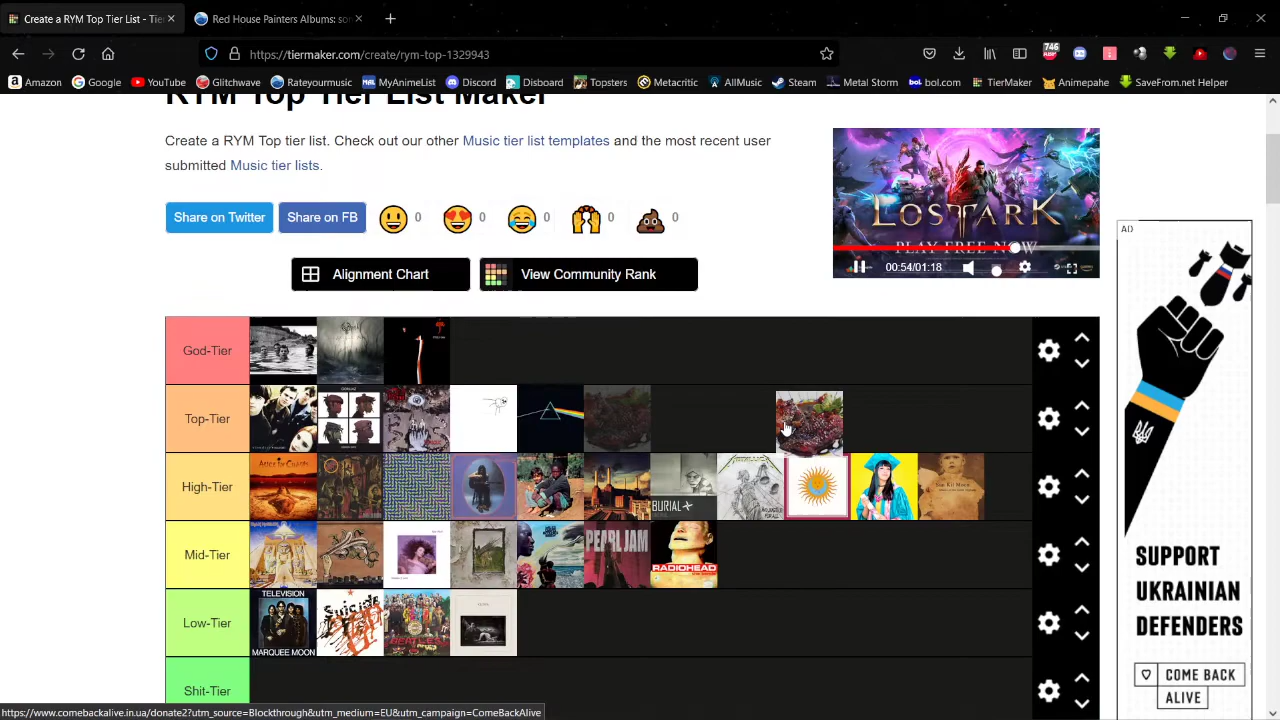 Create a RYM Top Tier List - Tier
Red House Painters Albums: so
https://tiermaker.com/create/rym-top-1329943
746
Amazon Google YouTube Glitchwave Rateyourmusic MyAnimeList Discord Disboard Topsters Metacritic AllMusic Steam Metal Storm bol.com TierMaker Animepahe SaveFrom.net Helper
RYM Top Tier List Maker
Create a RYM Top tier list. Check out our other Music tier list templates and the most recent user
submitted Music tier lists.
Share on Twitter Share on FB 0 0 0 0 0
Alignment Chart View Community Rank
LOST ARK
PLAY FREE NOW
00:54/01:18
AD
God-Tier
Top-Tier
High-Tier
BURIAL
Mid-Tier
PEARL JAM
RADIOHEAD
Low-Tier
TELEVISION
MARQUEE MOON
Suicide
BEATLES
Shit-Tier
SUPPORT
UKRAINIAN
DEFENDERS
COME BACK
ALIVE
https://www.comebackalive.in.ua/donate2?utm_source=Blockthrough&utm_medium=EU&utm_campaign=ComeBackAlive